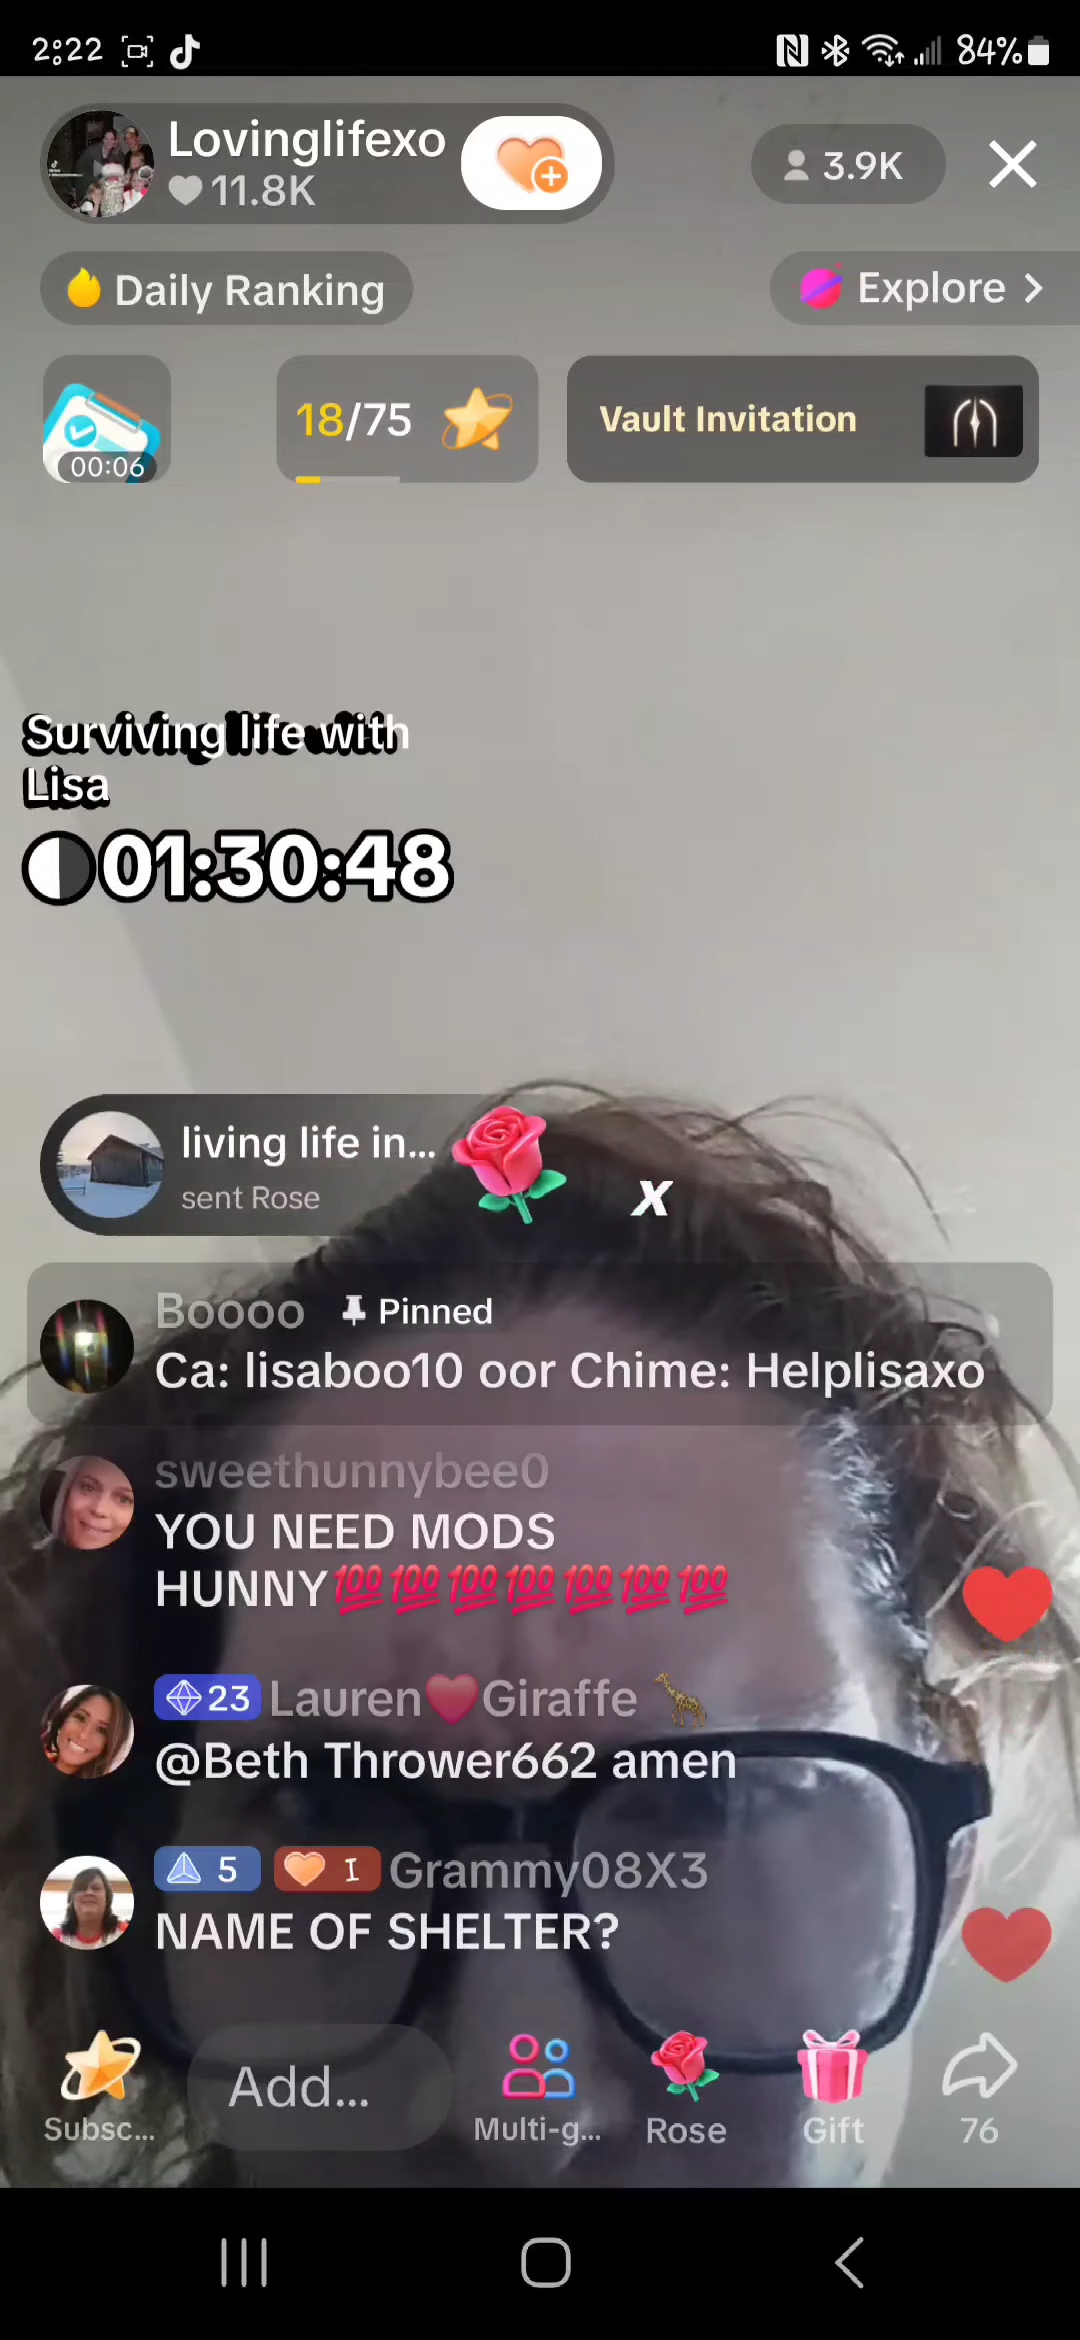 2:22
84%
Lovinglifexo
11.8K
3.9K
Daily Ranking
Explore >
00:06
18/75
Vault Invitation
Surviving life with
Lisa
01:30:48
living life in...
sent Rose
x
Boooo Pinned
Ca: lisaboo10 oor Chime: Helplisaxo
sweethunnybee0
YOU NEED MODS
HUNNY💯💯💯💯💯💯💯
23 Lauren❤️Giraffe 🦒
@Beth Thrower662 amen
5 I Grammy08X3
NAME OF SHELTER?
Add...
Subsc...
Multi-g...
Rose
Gift
76